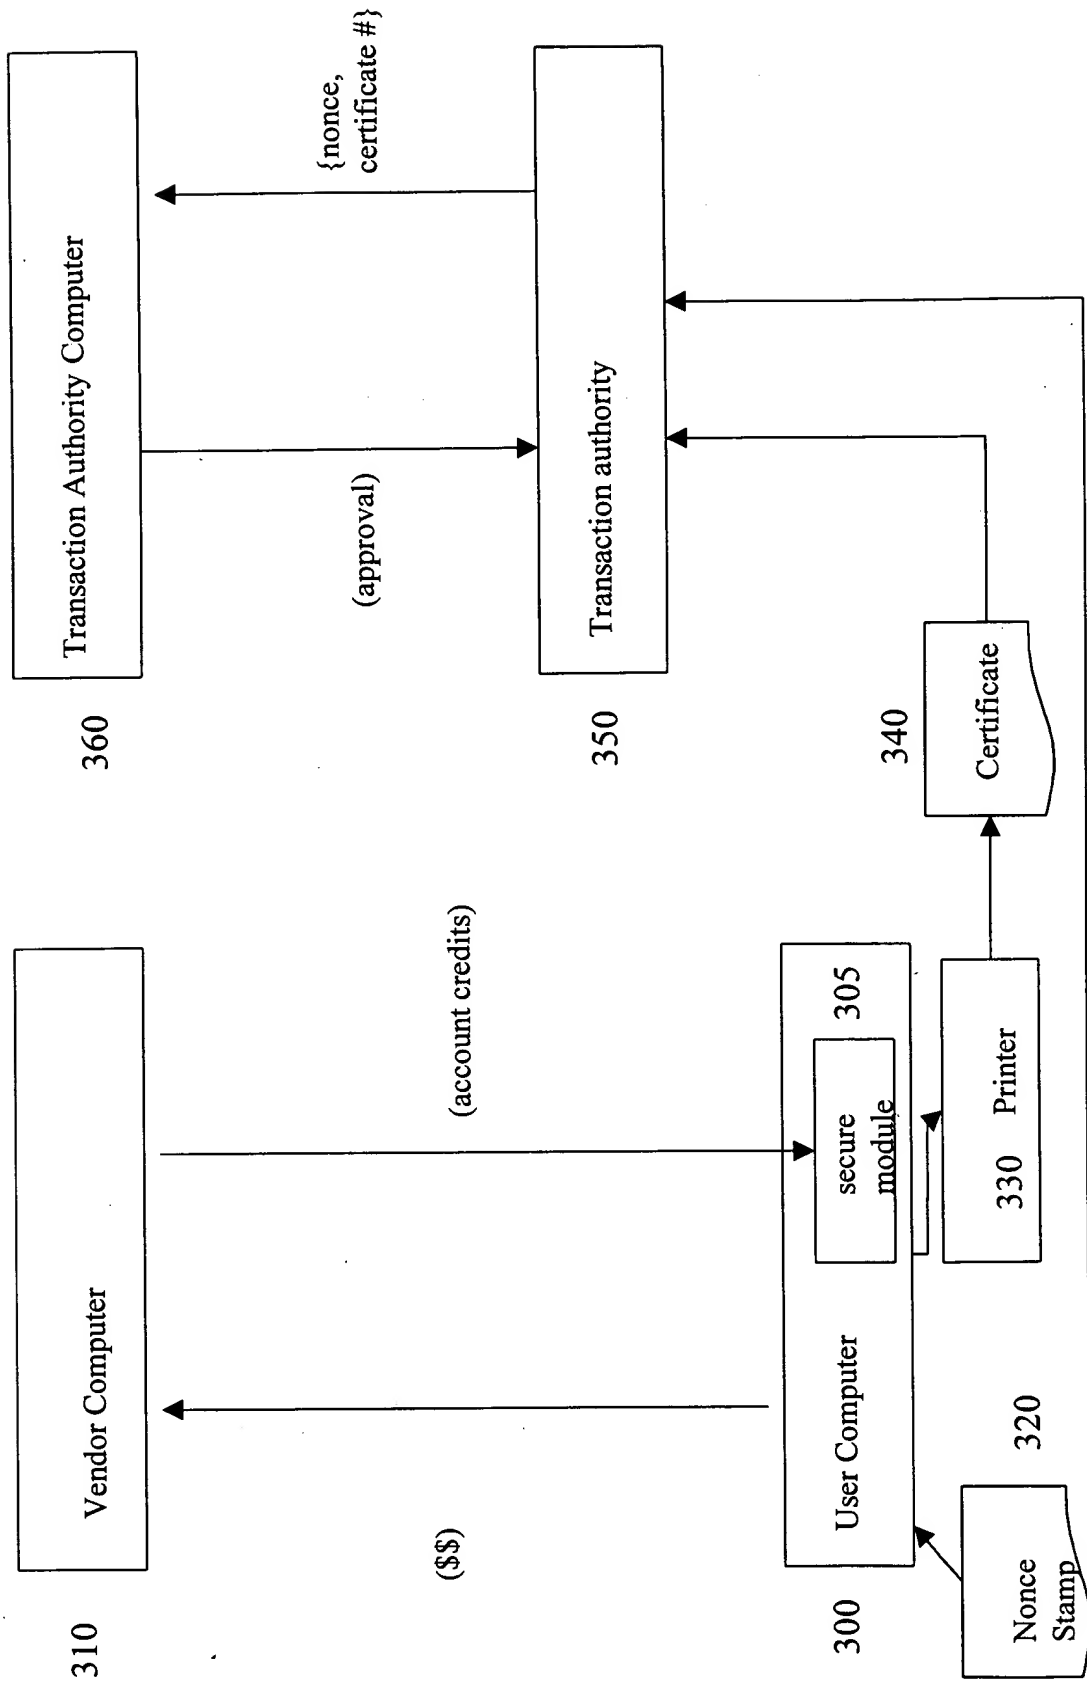 310
Vendor Computer
($$)
(account credits)
300
User Computer
secure
module
305
Nonce
Stamp
320
330
Printer
340
Certificate
360
Transaction Authority Computer
(approval)
{nonce,
certificate #}
350
Transaction authority